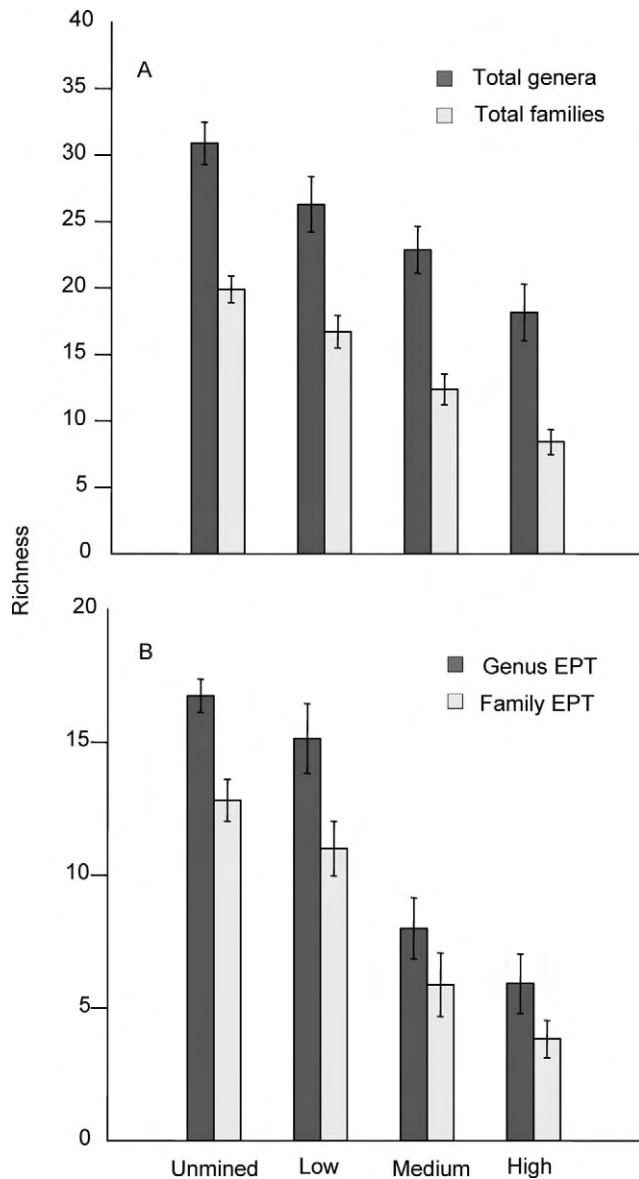 40
A
Total genera
35
Total families
30
25
20
15
10
5
0
Richness
20
B
Genus EPT
Family EPT
15
10
5
0
Unmined Low Medium High